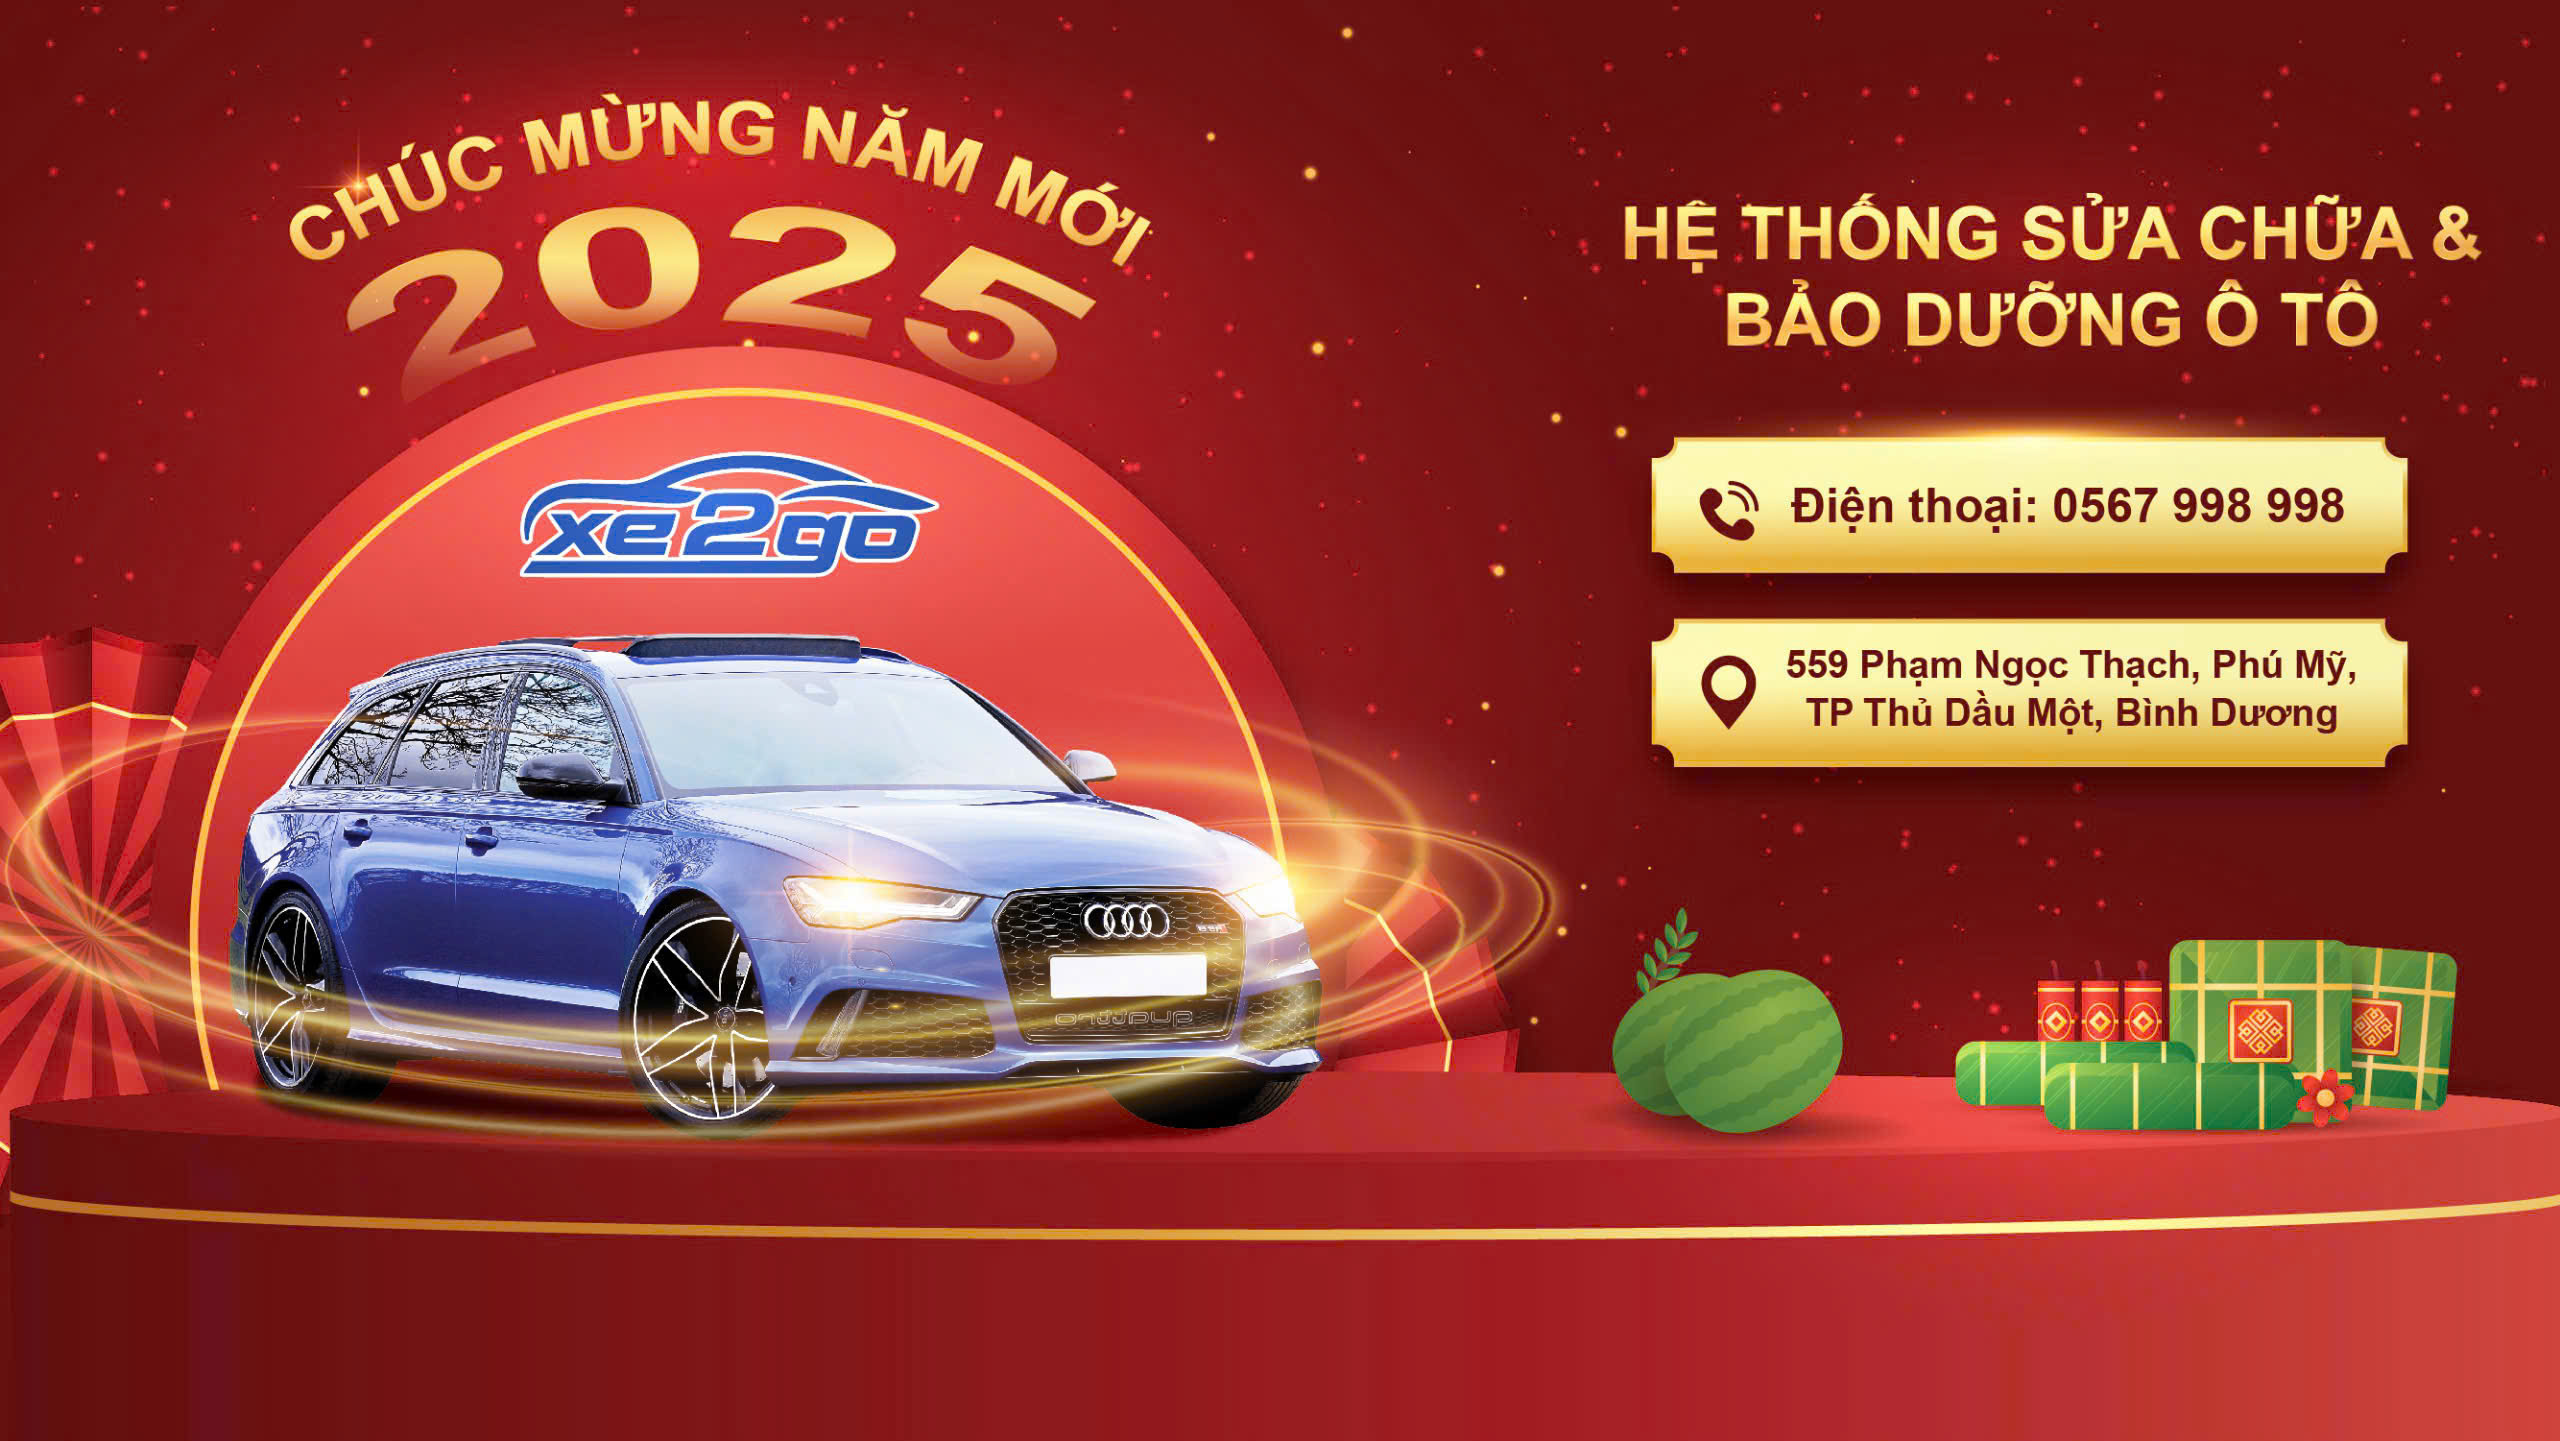 CHÚC MỪNG NĂM MỚI
2025
xe2go
HỆ THỐNG SỬA CHỮA &
BẢO DƯỠNG Ô TÔ
Điện thoại: 0567 998 998
559 Phạm Ngọc Thạch, Phú Mỹ,
TP Thủ Dầu Một, Bình Dương